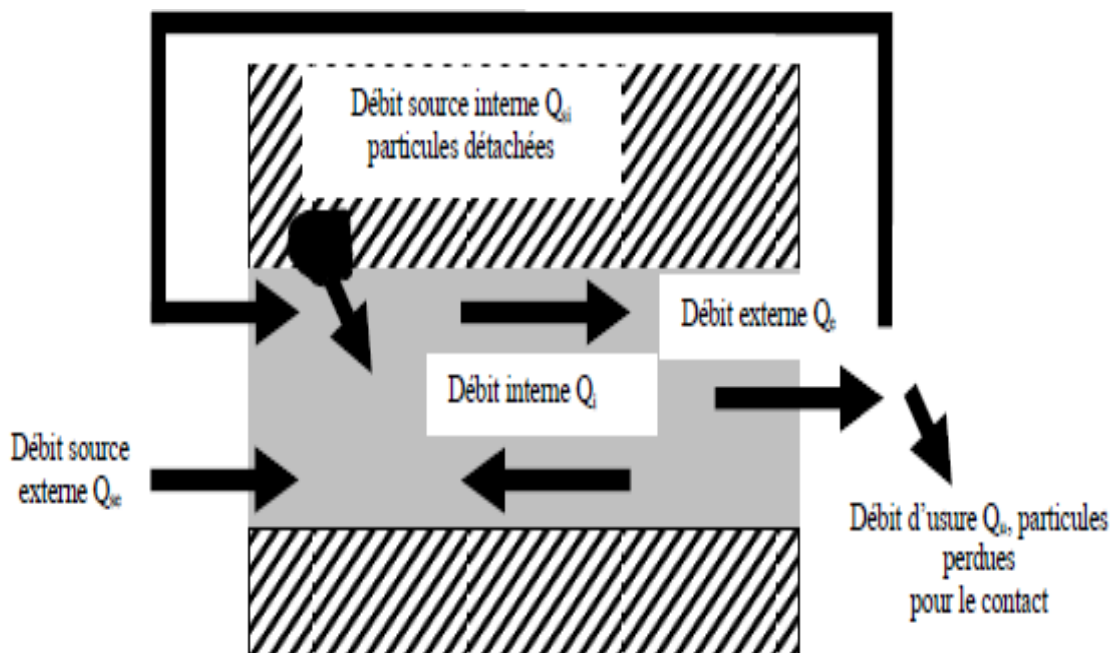 Débit source interne Qsi
particules détachées
Débit externe Qe
Débit interne Qi
Débit source
externe Qse
Débit d'usure Qu, particules
perdues
pour le contact